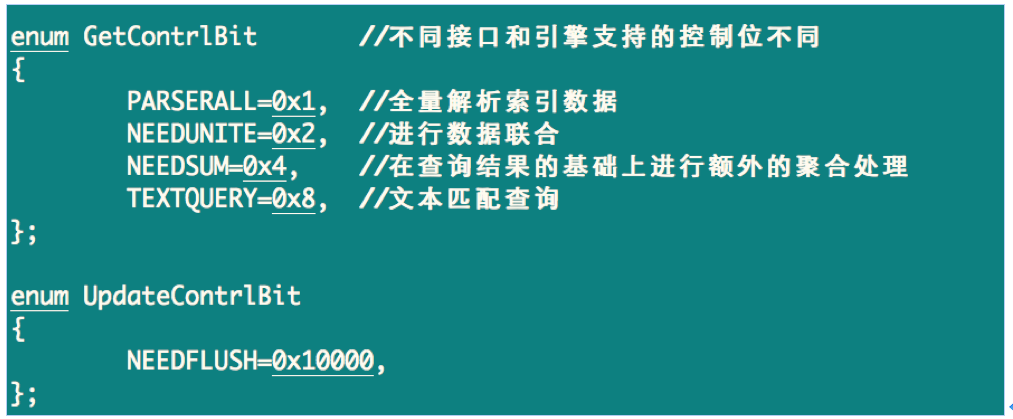 enum GetContrlBit //不同接口和引擎支持的控制位不同
{
PARSERALL=0x1, //全量解析索引数据
NEEDUNITE=0x2, //进行数据联合
NEEDSUM=0x4, //在查询结果的基础上进行额外的聚合处理
TEXTQUERY=0x8, //文本匹配查询
};
enum UpdateContrlBit
{
NEEDFLUSH=0x10000,
};